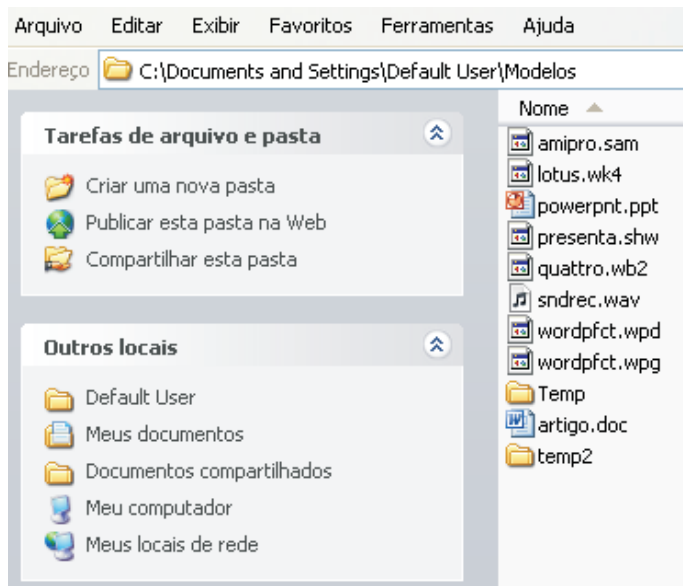 Arquivo Editar Exibir Favoritos Ferramentas Ajuda
Endereço C:\Documents and Settings\Default User\Modelos
Tarefas de arquivo e pasta
Criar uma nova pasta
Publicar esta pasta na Web
Compartilhar esta pasta
Outros locais
Default User
Meus documentos
Documentos compartilhados
Meu computador
Meus locais de rede
Nome
amipro.sam
lotus.wk4
powerpnt.ppt
presenta.shw
quattro.wb2
sndrec.wav
wordpfct.wpd
wordpfct.wpg
Temp
artigo.doc
temp2